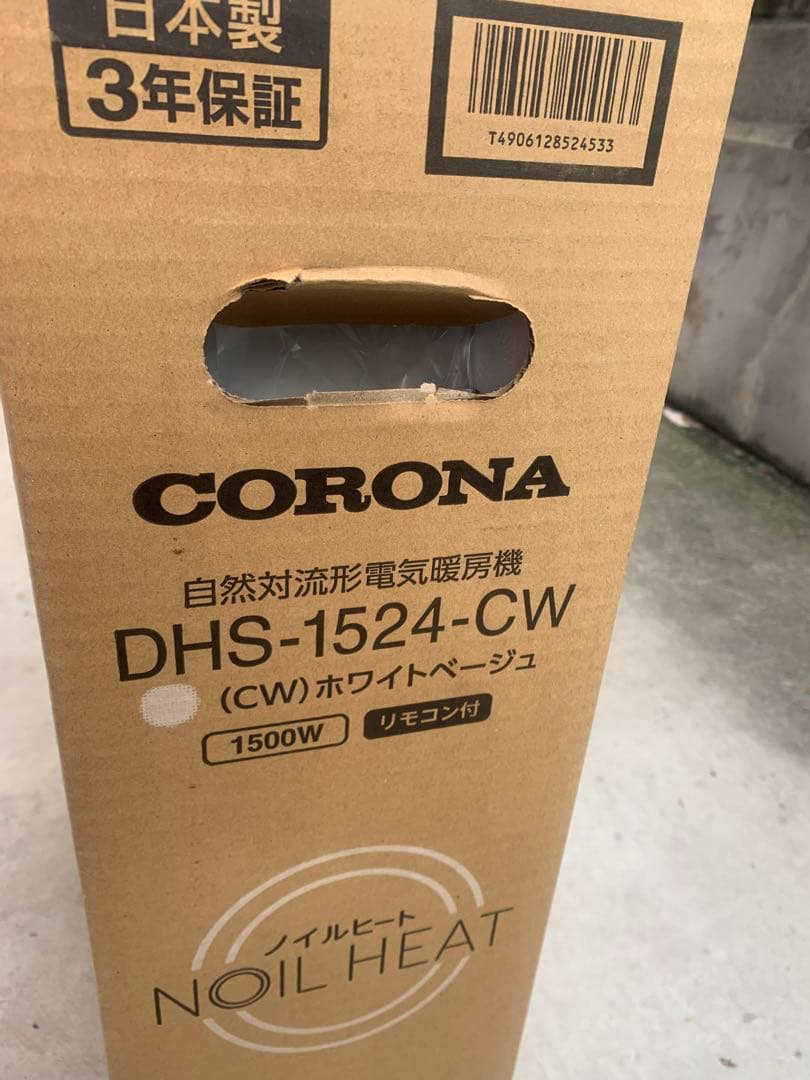 日本製
3年保証
T4906128524533
CORONA
自然対流形電気暖房機
DHS-1524-CW
(CW)ホワイトベージュ
1500W リモコン付
ノイルヒート
NOIL HEAT